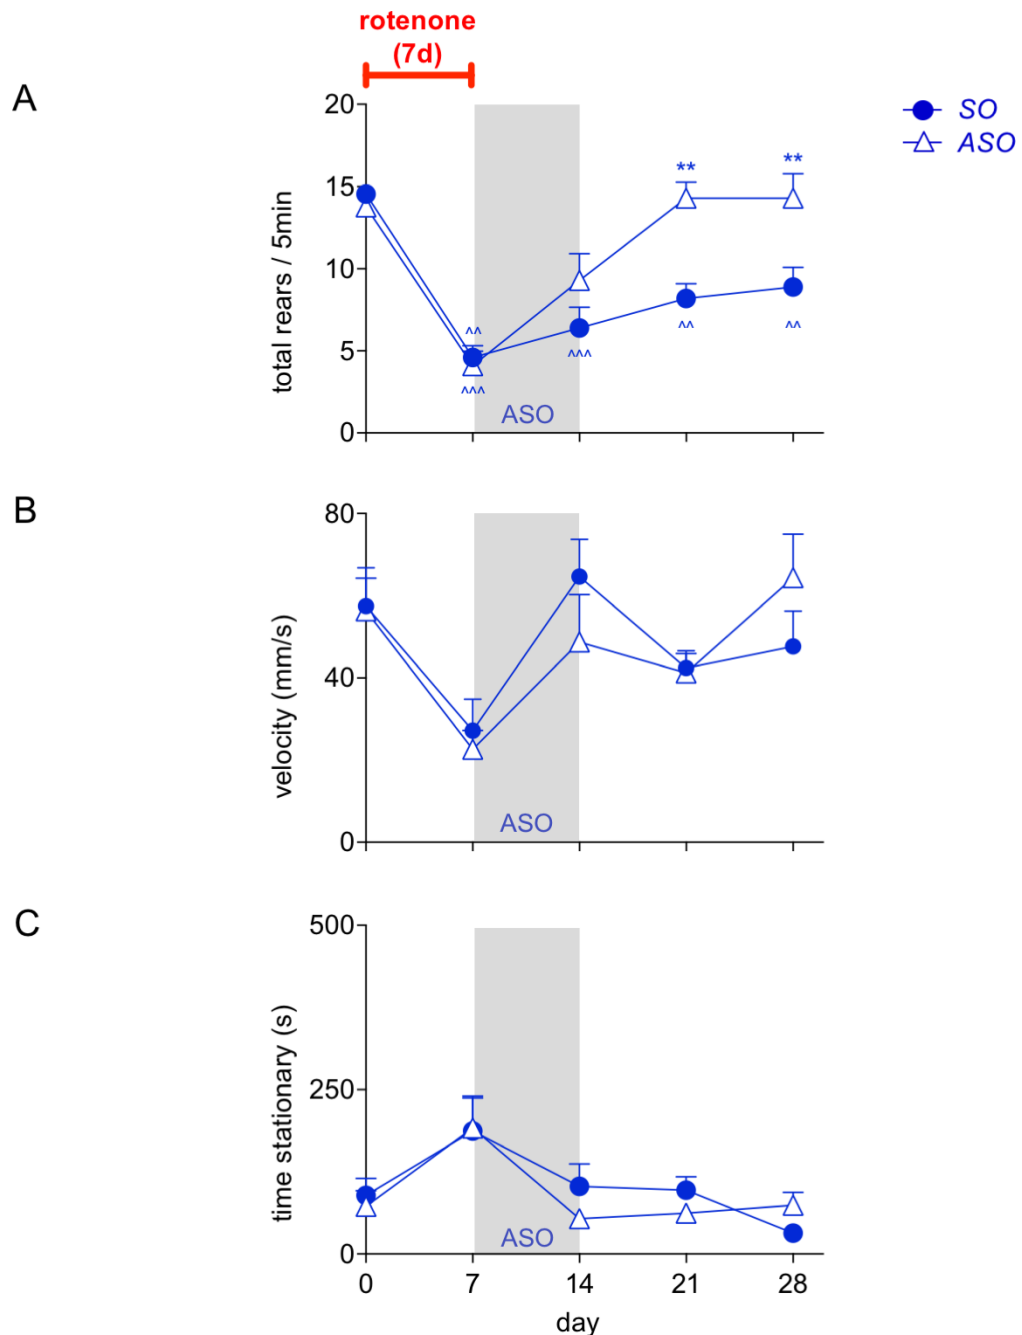 rotenone
(7d)
A
SO
ASO
20
15
10
5
0
total rears / 5min
**
**
^^
^^^
^^^
^^
^^
ASO
B
80
40
0
velocity (mm/s)
ASO
C
500
250
0
time stationary (s)
ASO
0 7 14 21 28
day